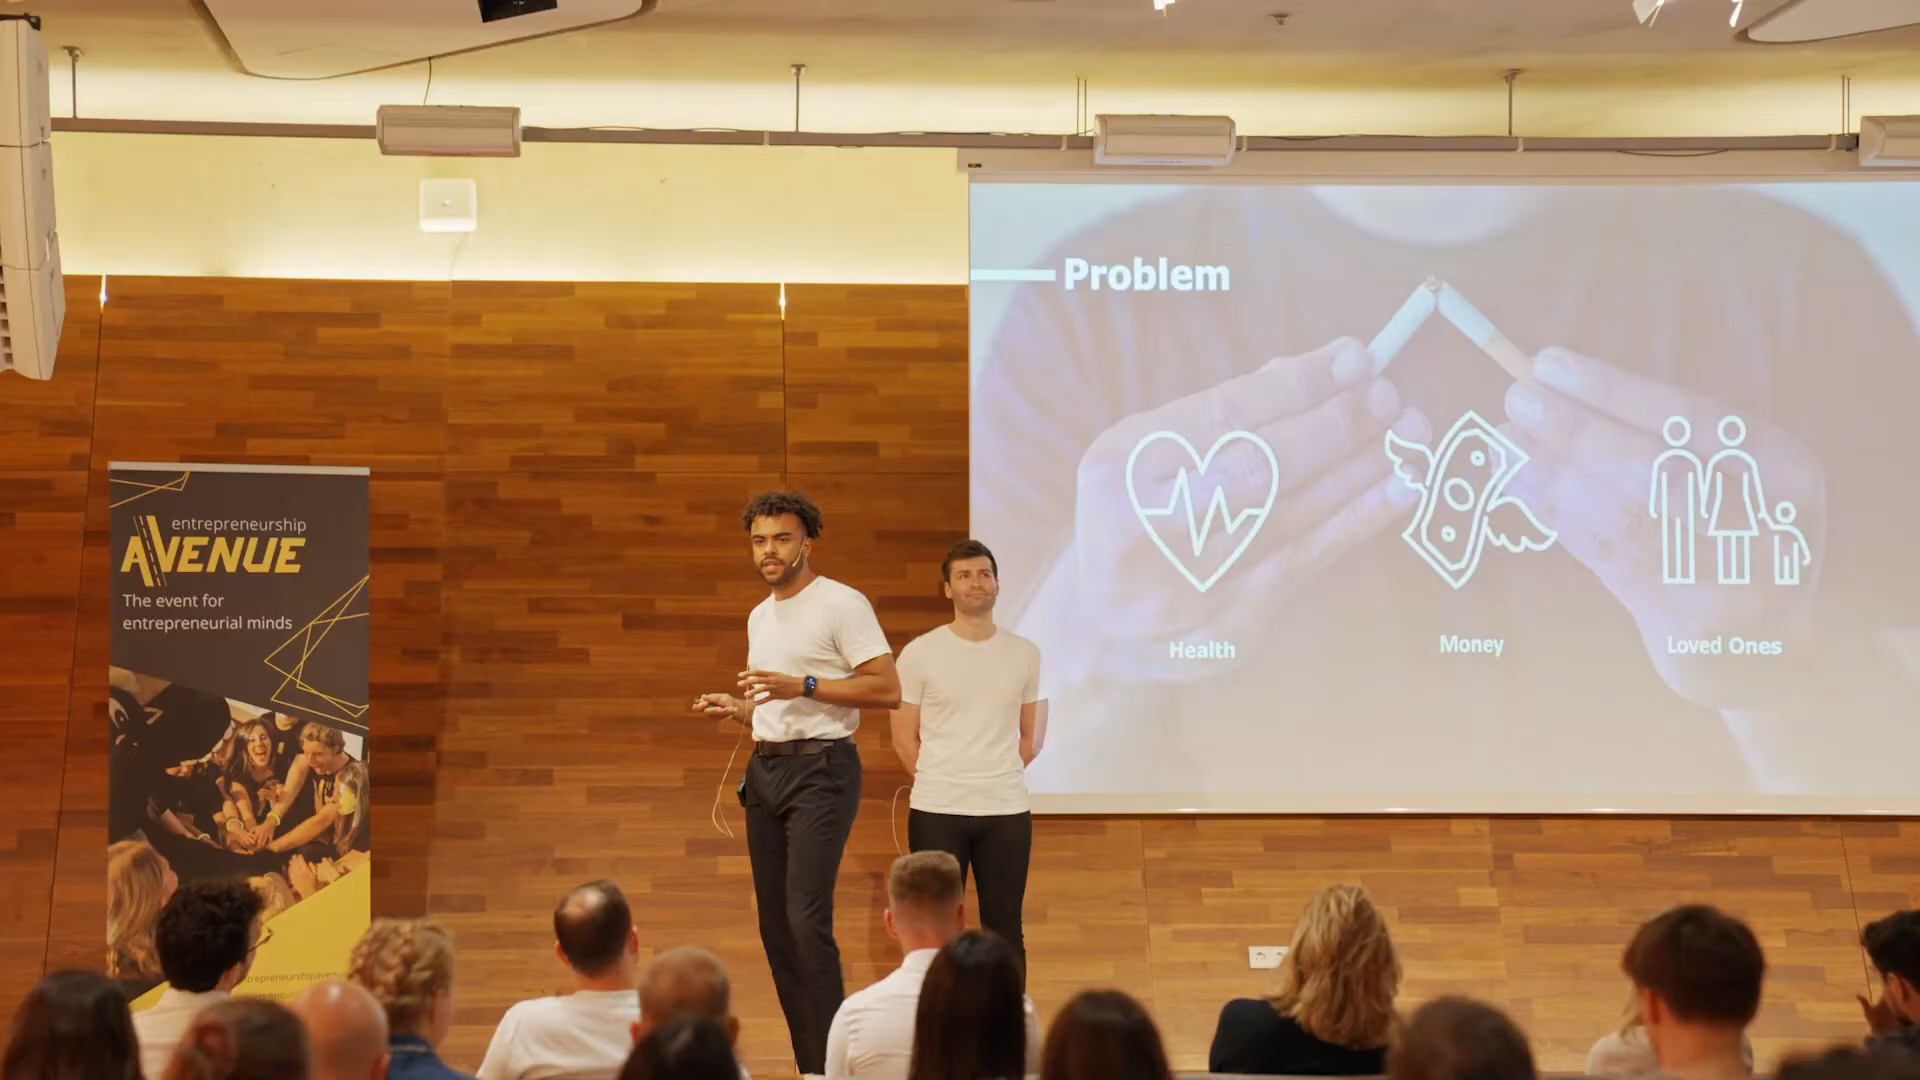 entrepreneurship
AVENUE
The event for
entrepreneurial minds
Problem
Health
Money
Loved Ones